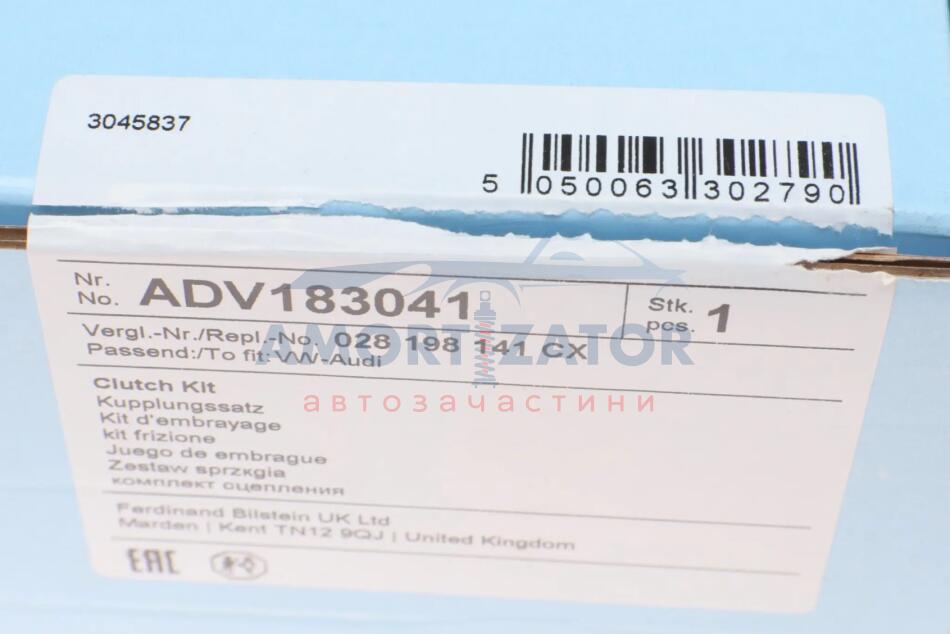 3045837
5 050063 302790
Nr.
No. ADV183041
Stk.
pcs. 1
Vergl.-Nr./Repl.-No. 028 198 141 CX
Passend:/To fit: VW-Audi
AMORTIZATOR
автозачастини
Clutch Kit
Kupplungssatz
Kit d'embrayage
kit frizione
Juego de embrague
Zestaw sprzкgia
комплект сцепления
Ferdinand Bilstein UK Ltd
Marden | Kent TN12 9QJ | United Kingdom
EAC